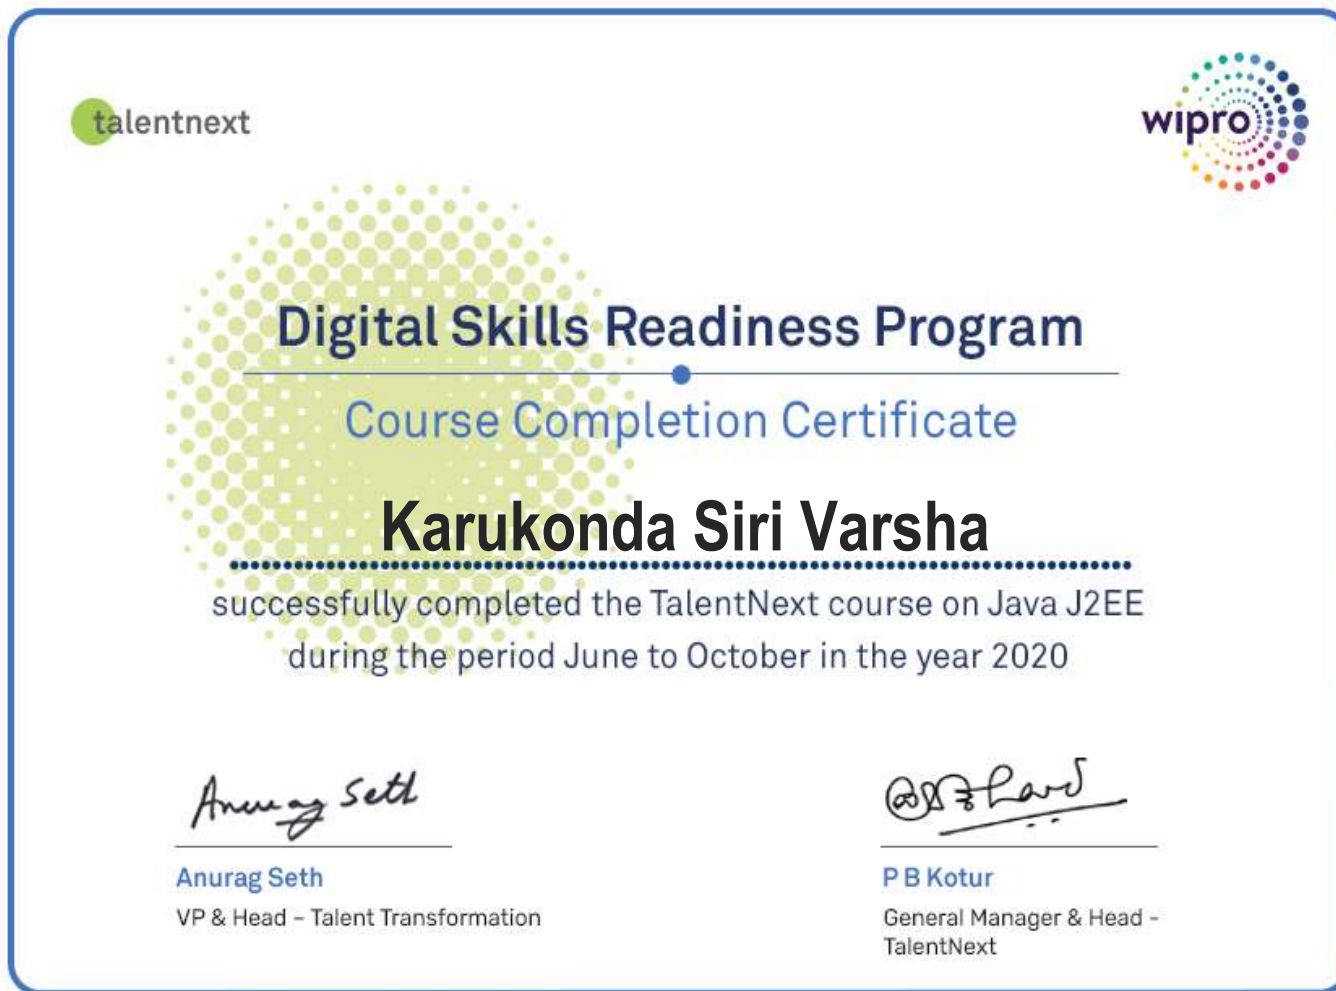 talentnext
wipro
Digital Skills Readiness Program
Course Completion Certificate
Karukonda Siri Varsha
successfully completed the TalentNext course on Java J2EE
during the period June to October in the year 2020
Anurag Seth
Anurag Seth
VP & Head – Talent Transformation
P B Kotur
General Manager & Head -
TalentNext